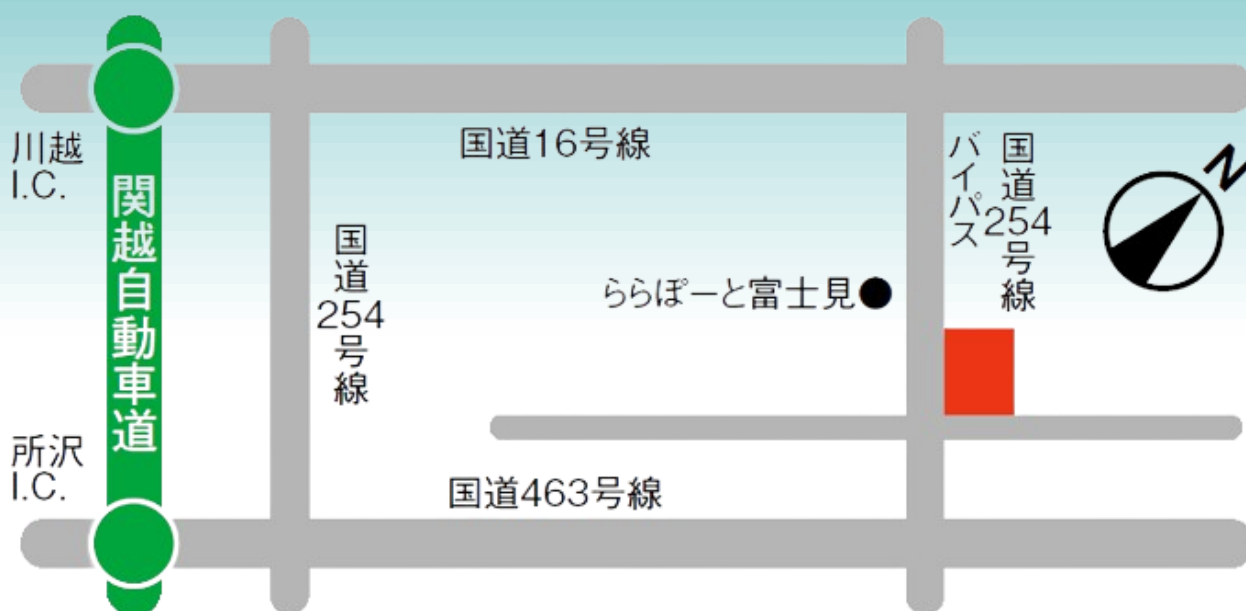 川越
I.C.
関越自動車道
所沢
I.C.
国道254号線
国道16号線
ららぽーと富士見
国道463号線
国道254号線
バイパス
N